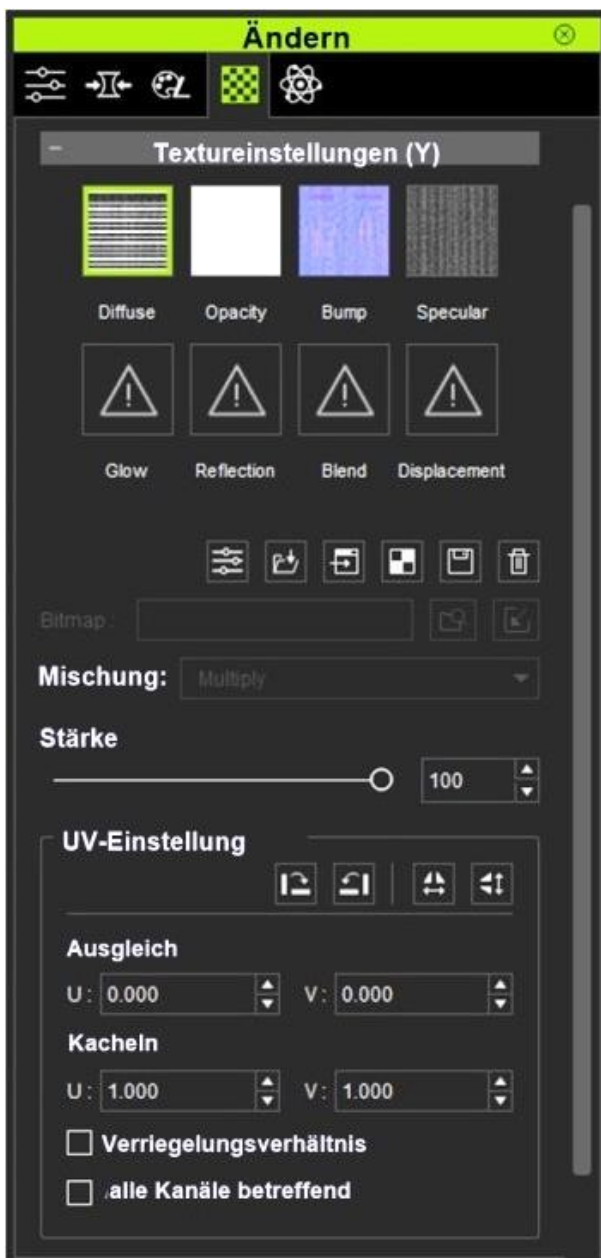 Ändern
Textureinstellungen (Y)
Diffuse Opacity Bump Specular
Glow Reflection Blend Displacement
Bitmap :
Mischung: Multiply
Stärke
100
UV-Einstellung
Ausgleich
U : 0.000 V : 0.000
Kacheln
U : 1.000 V : 1.000
Verriegelungsverhältnis
alle Kanäle betreffend